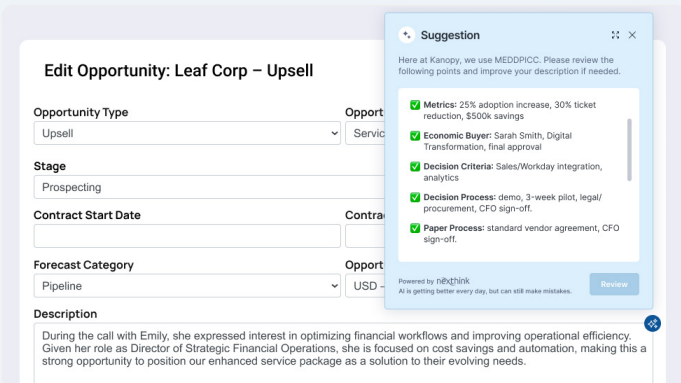 Suggestion
Here at Kanopy, we use MEDDPICC. Please review the
following points and improve your description if needed.
Metrics: 25% adoption increase, 30% ticket
reduction, $500k savings
Economic Buyer: Sarah Smith, Digital
Transformation, final approval
Decision Criteria: Sales/Workday integration,
analytics
Decision Process: demo, 3-week pilot, legal/
procurement, CFO sign-off.
Paper Process: standard vendor agreement, CFO
sign-off.
Powered by nexthink
AI is getting better every day, but can still make mistakes.
Review
Edit Opportunity: Leaf Corp – Upsell
Opportunity Type
Opport
Upsell
Servic
Stage
Prospecting
Contract Start Date
Contra
Forecast Category
Opport
Pipeline
USD –
Description
During the call with Emily, she expressed interest in optimizing financial workflows and improving operational efficiency.
Given her role as Director of Strategic Financial Operations, she is focused on cost savings and automation, making this a
strong opportunity to position our enhanced service package as a solution to their evolving needs.